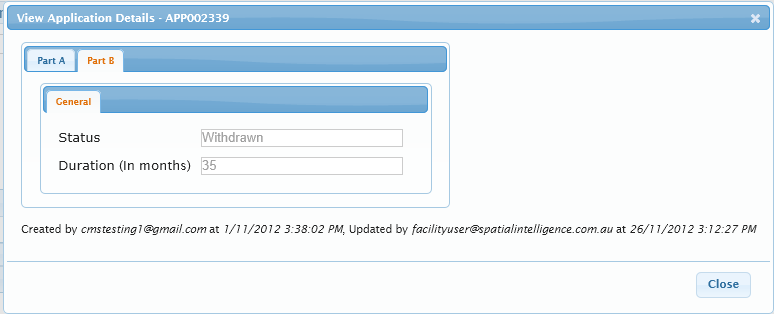 View Application Details - APP002339
Part A Part B
General
Status Withdrawn
Duration (In months) 35
Created by cmstesting1@gmail.com at 1/11/2012 3:38:02 PM, Updated by facilityuser@spatialintelligence.com.au at 26/11/2012 3:12:27 PM
Close